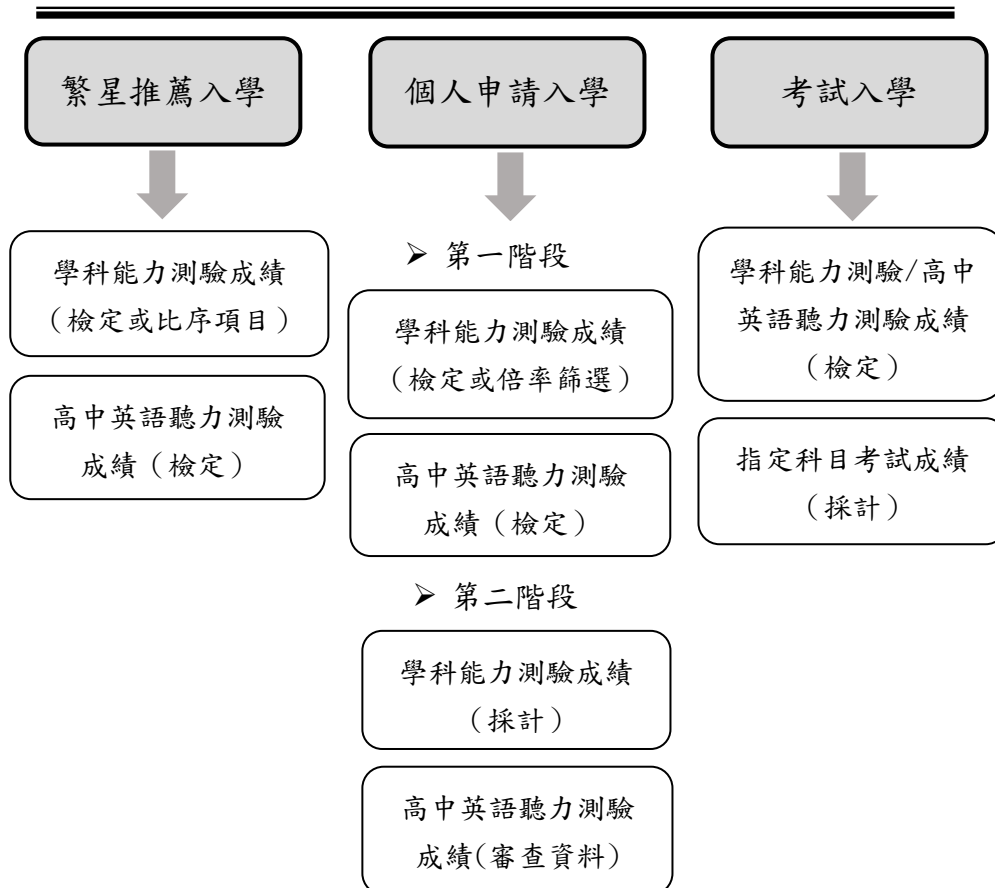 繁星推薦入學
學科能力測驗成績
（檢定或比序項目）
高中英語聽力測驗
成績（檢定）
個人申請入學
➢ 第一階段
學科能力測驗成績
（檢定或倍率篩選）
高中英語聽力測驗
成績（檢定）
➢ 第二階段
學科能力測驗成績
（採計）
高中英語聽力測驗
成績(審查資料)
考試入學
學科能力測驗/高中
英語聽力測驗成績
（檢定）
指定科目考試成績
（採計）